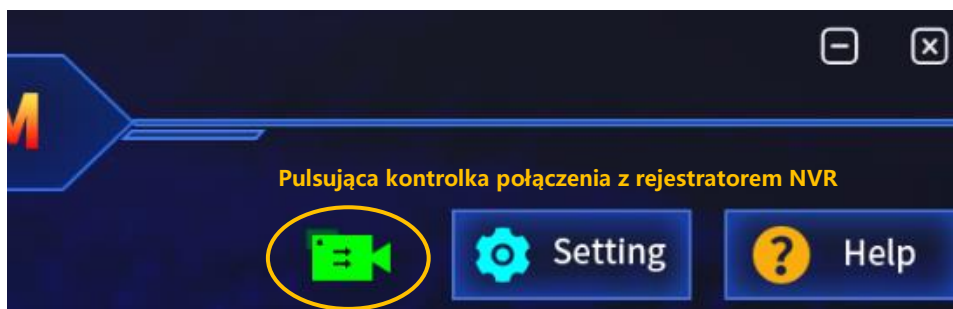 M
Pulsująca kontrolka połączenia z rejestratorem NVR
Setting
Help